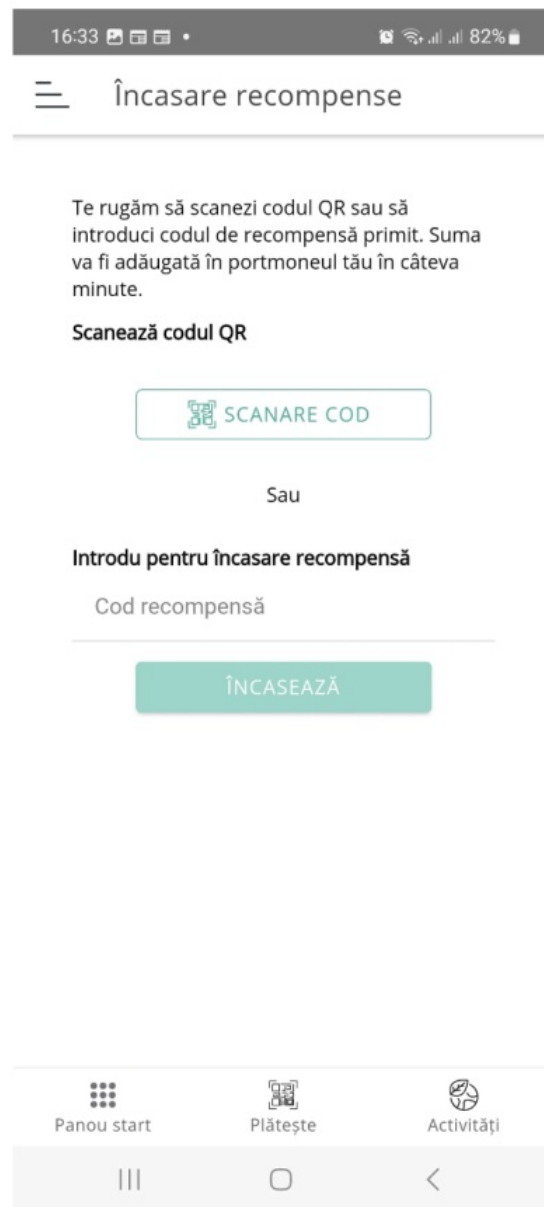 16:33
82%
Încasare recompense
Te rugăm să scanezi codul QR sau să
introduci codul de recompensă primit. Suma
va fi adăugată în portmoneul tău în câteva
minute.
Scanează codul QR
SCANARE COD
Sau
Introdu pentru încasare recompensă
Cod recompensă
ÎNCASEAZĂ
Panou start
Plătește
Activități